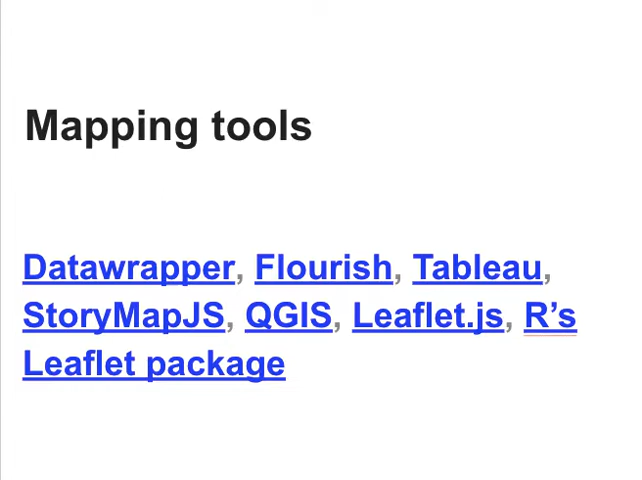 Mapping tools
Datawrapper, Flourish, Tableau,
StoryMapJS, QGIS, Leaflet.js, R’s
Leaflet package